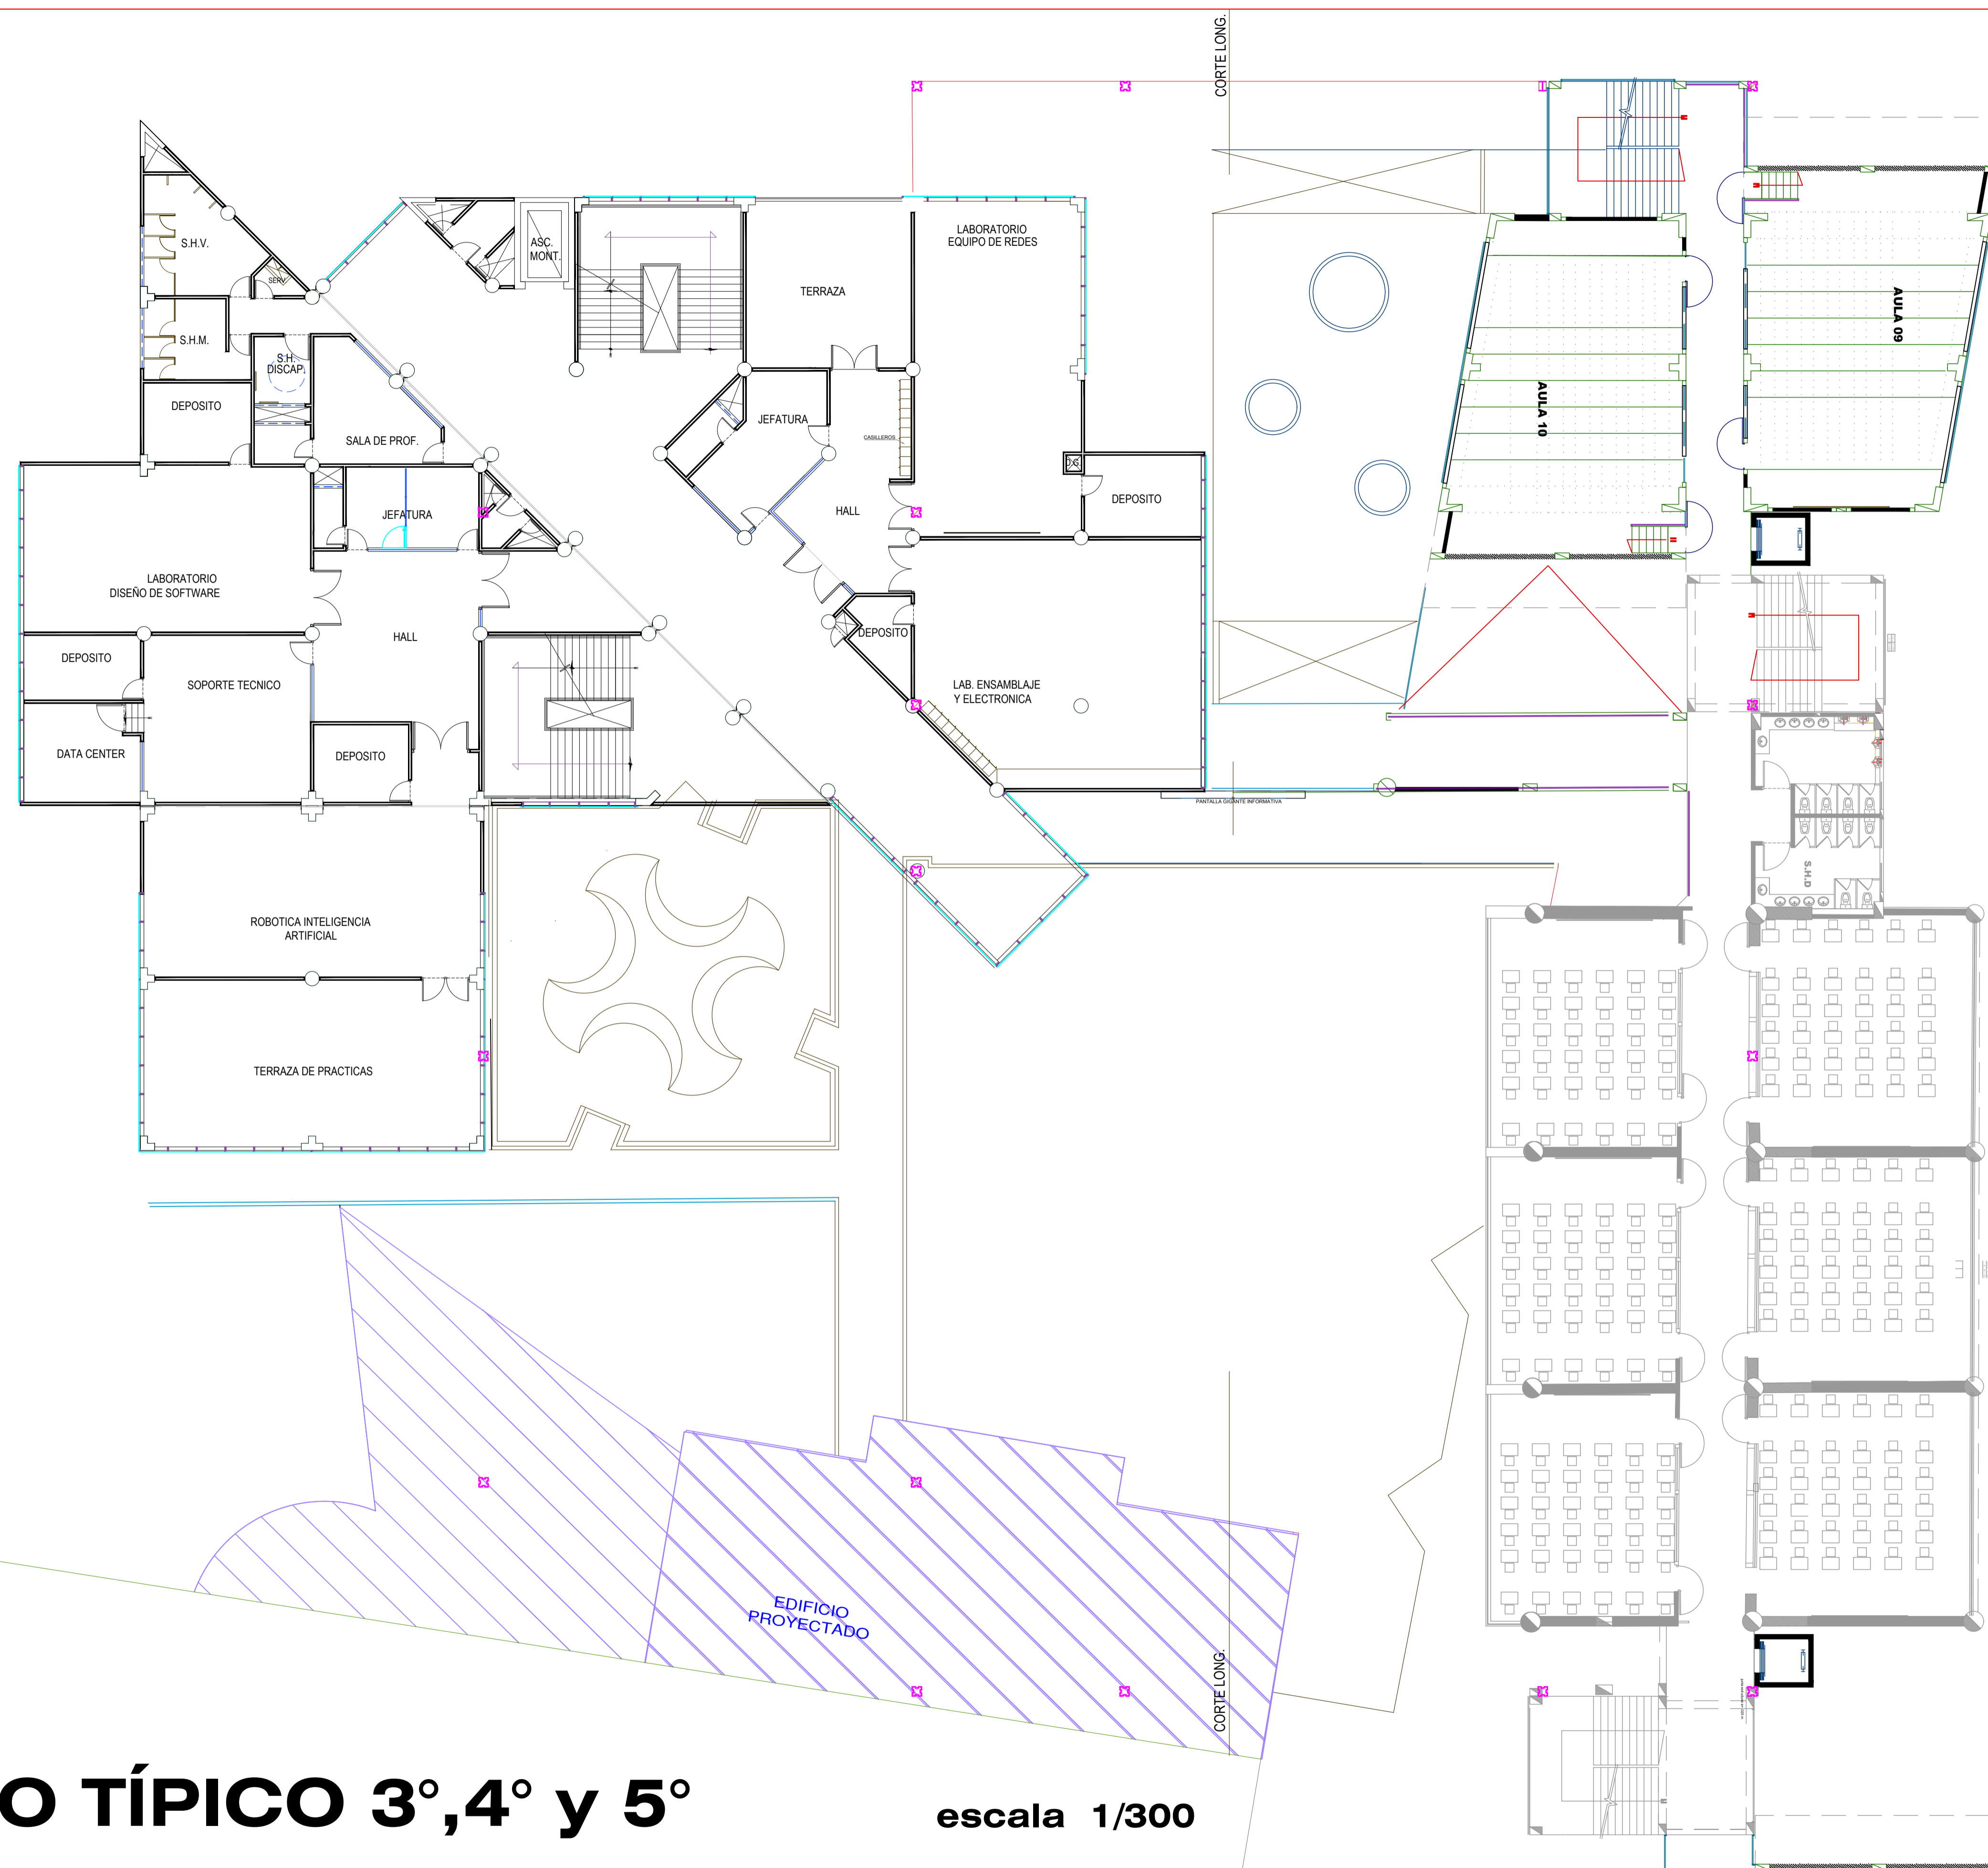 CORTE LONG.
S.H.V.
SERV.
S.H.M.
S.H.
DISCAP.
DEPOSITO
SALA DE PROF.
ASC.
MONT.
TERRAZA
LABORATORIO
EQUIPO DE REDES
JEFATURA
CASILLEROS
HALL
DEPOSITO
AULA 10
AULA 09
JEFATURA
LABORATORIO
DISEÑO DE SOFTWARE
HALL
DEPOSITO
SOPORTE TECNICO
DATA CENTER
DEPOSITO
DEPOSITO
LAB. ENSAMBLAJE
Y ELECTRONICA
PANTALLA GIGANTE INFORMATIVA
S.H.D
ROBOTICA INTELIGENCIA
ARTIFICIAL
TERRAZA DE PRACTICAS
EDIFICIO
PROYECTADO
CORTE LONG.
O TÍPICO 3°,4° y 5°
escala 1/300